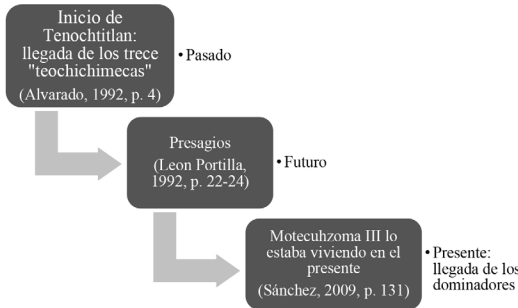 Inicio de
Tenochtitlan:
llegada de los trece
"teochichimecas"
(Alvarado, 1992, p. 4)
• Pasado
Presagios
(Leon Portilla,
1992, p. 22-24)
• Futuro
Motecuhzoma III lo
estaba viviendo en el
presente
(Sánchez, 2009, p. 131)
• Presente:
llegada de los
dominadores